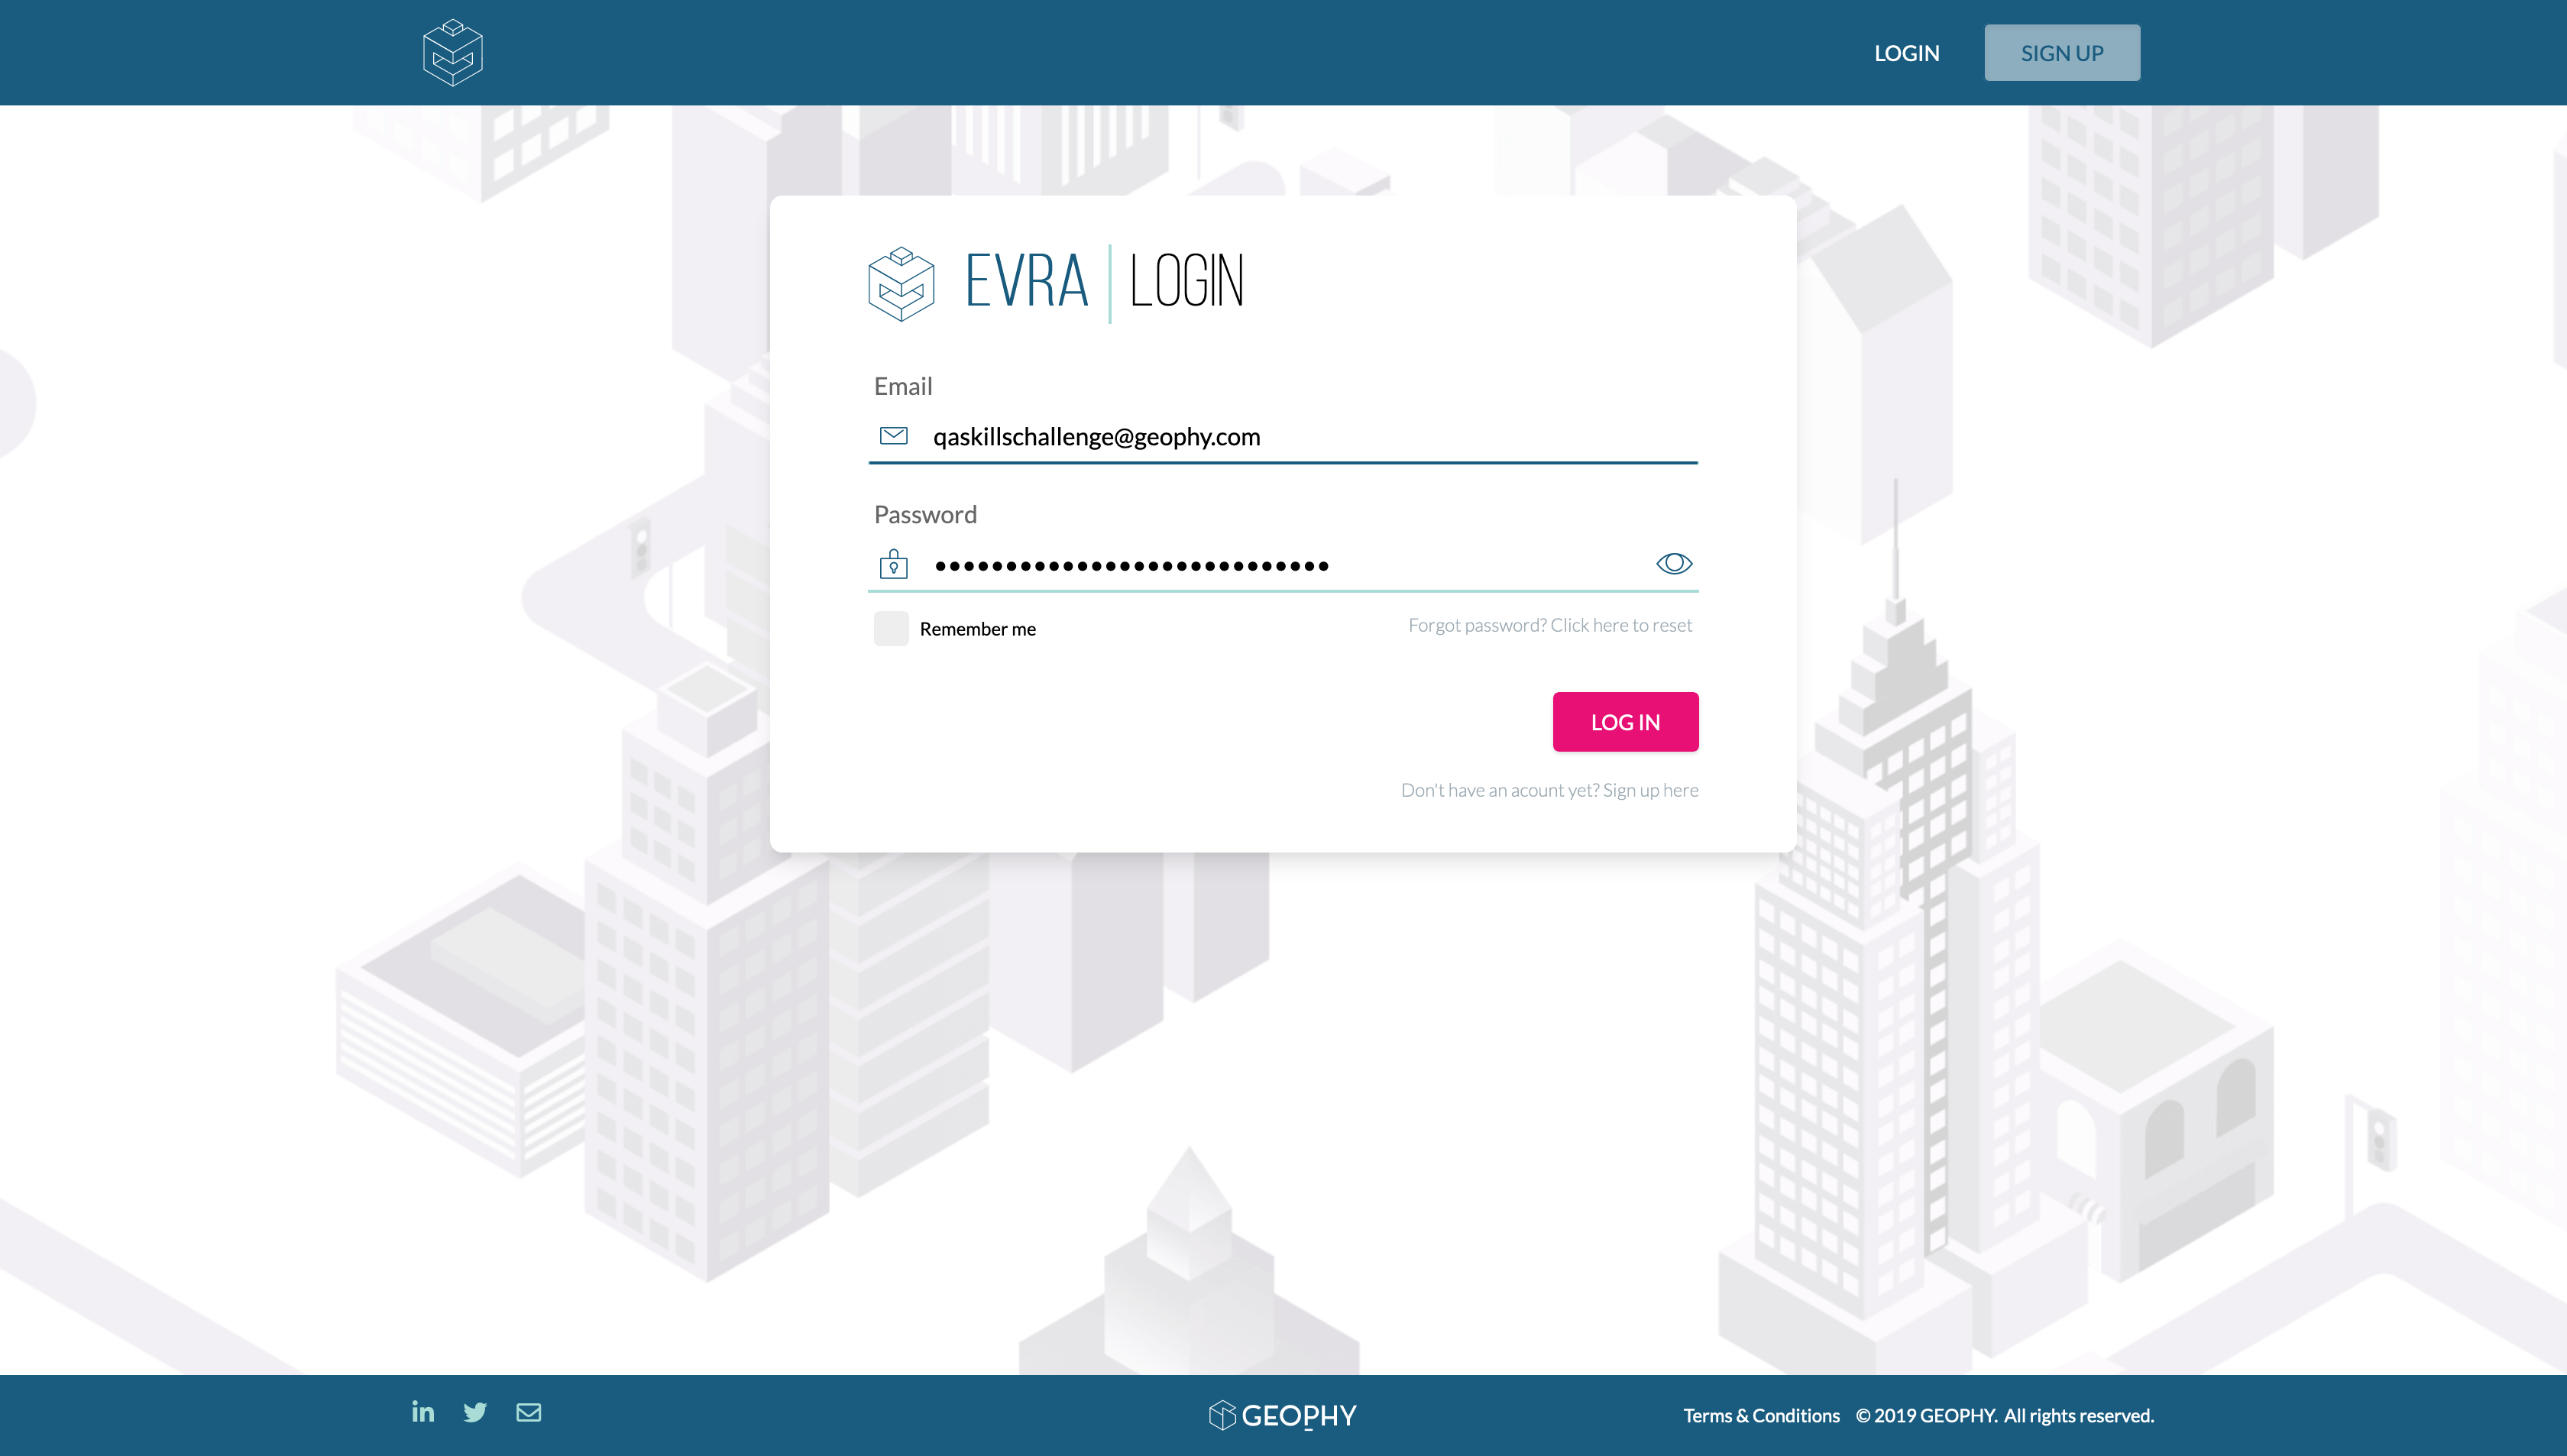 LOGIN
SIGN UP
EVRA
LOGIN
Email
qaskillschallenge@geophy.com
Password
Remember me
Forgot password? Click here to reset
LOG IN
Don't have an acount yet? Sign up here
in
GEOPHY
Terms & Conditions © 2019 GEOPHY. All rights reserved.